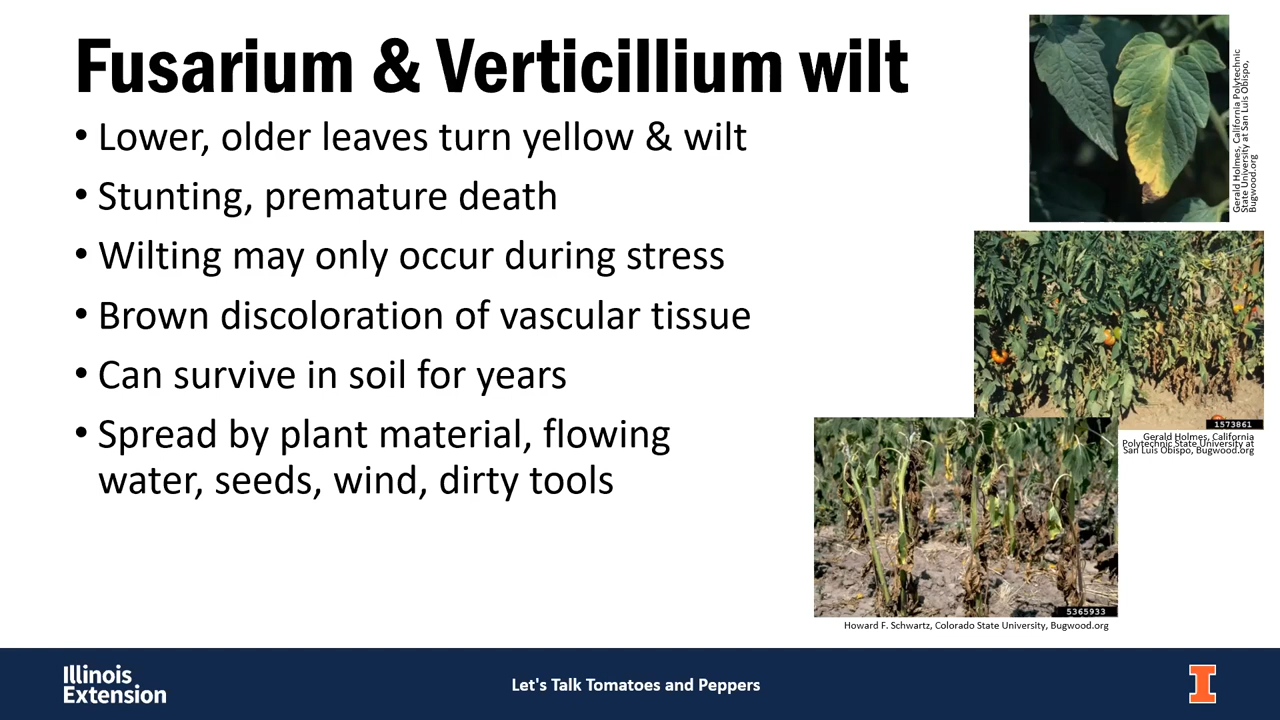 Fusarium & Verticillium wilt
• Lower, older leaves turn yellow & wilt
• Stunting, premature death
• Wilting may only occur during stress
• Brown discoloration of vascular tissue
• Can survive in soil for years
• Spread by plant material, flowing
water, seeds, wind, dirty tools
Gerald Holmes, California Polytechnic
State University at San Luis Obispo,
Bugwood.org
1573861
Gerald Holmes, California
Polytechnic State University at
San Luis Obispo, Bugwood.org
5365933
Howard F. Schwartz, Colorado State University, Bugwood.org
Illinois
Extension
Let's Talk Tomatoes and Peppers
I